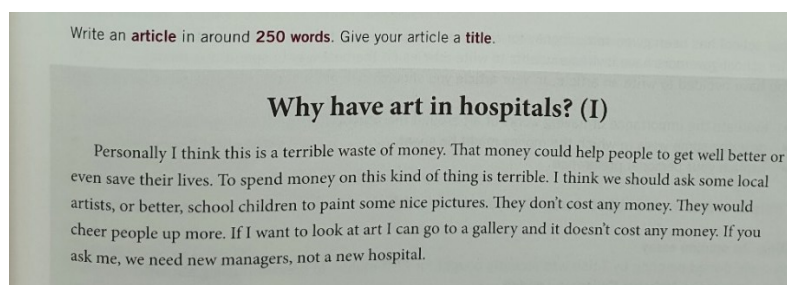 Write an article in around 250 words. Give your article a title.
Why have art in hospitals? (I)
Personally I think this is a terrible waste of money. That money could help people to get well better or
even save their lives. To spend money on this kind of thing is terrible. I think we should ask some local
artists, or better, school children to paint some nice pictures. They don't cost any money. They would
cheer people up more. If I want to look at art I can go to a gallery and it doesn't cost any money. If you
ask me, we need new managers, not a new hospital.